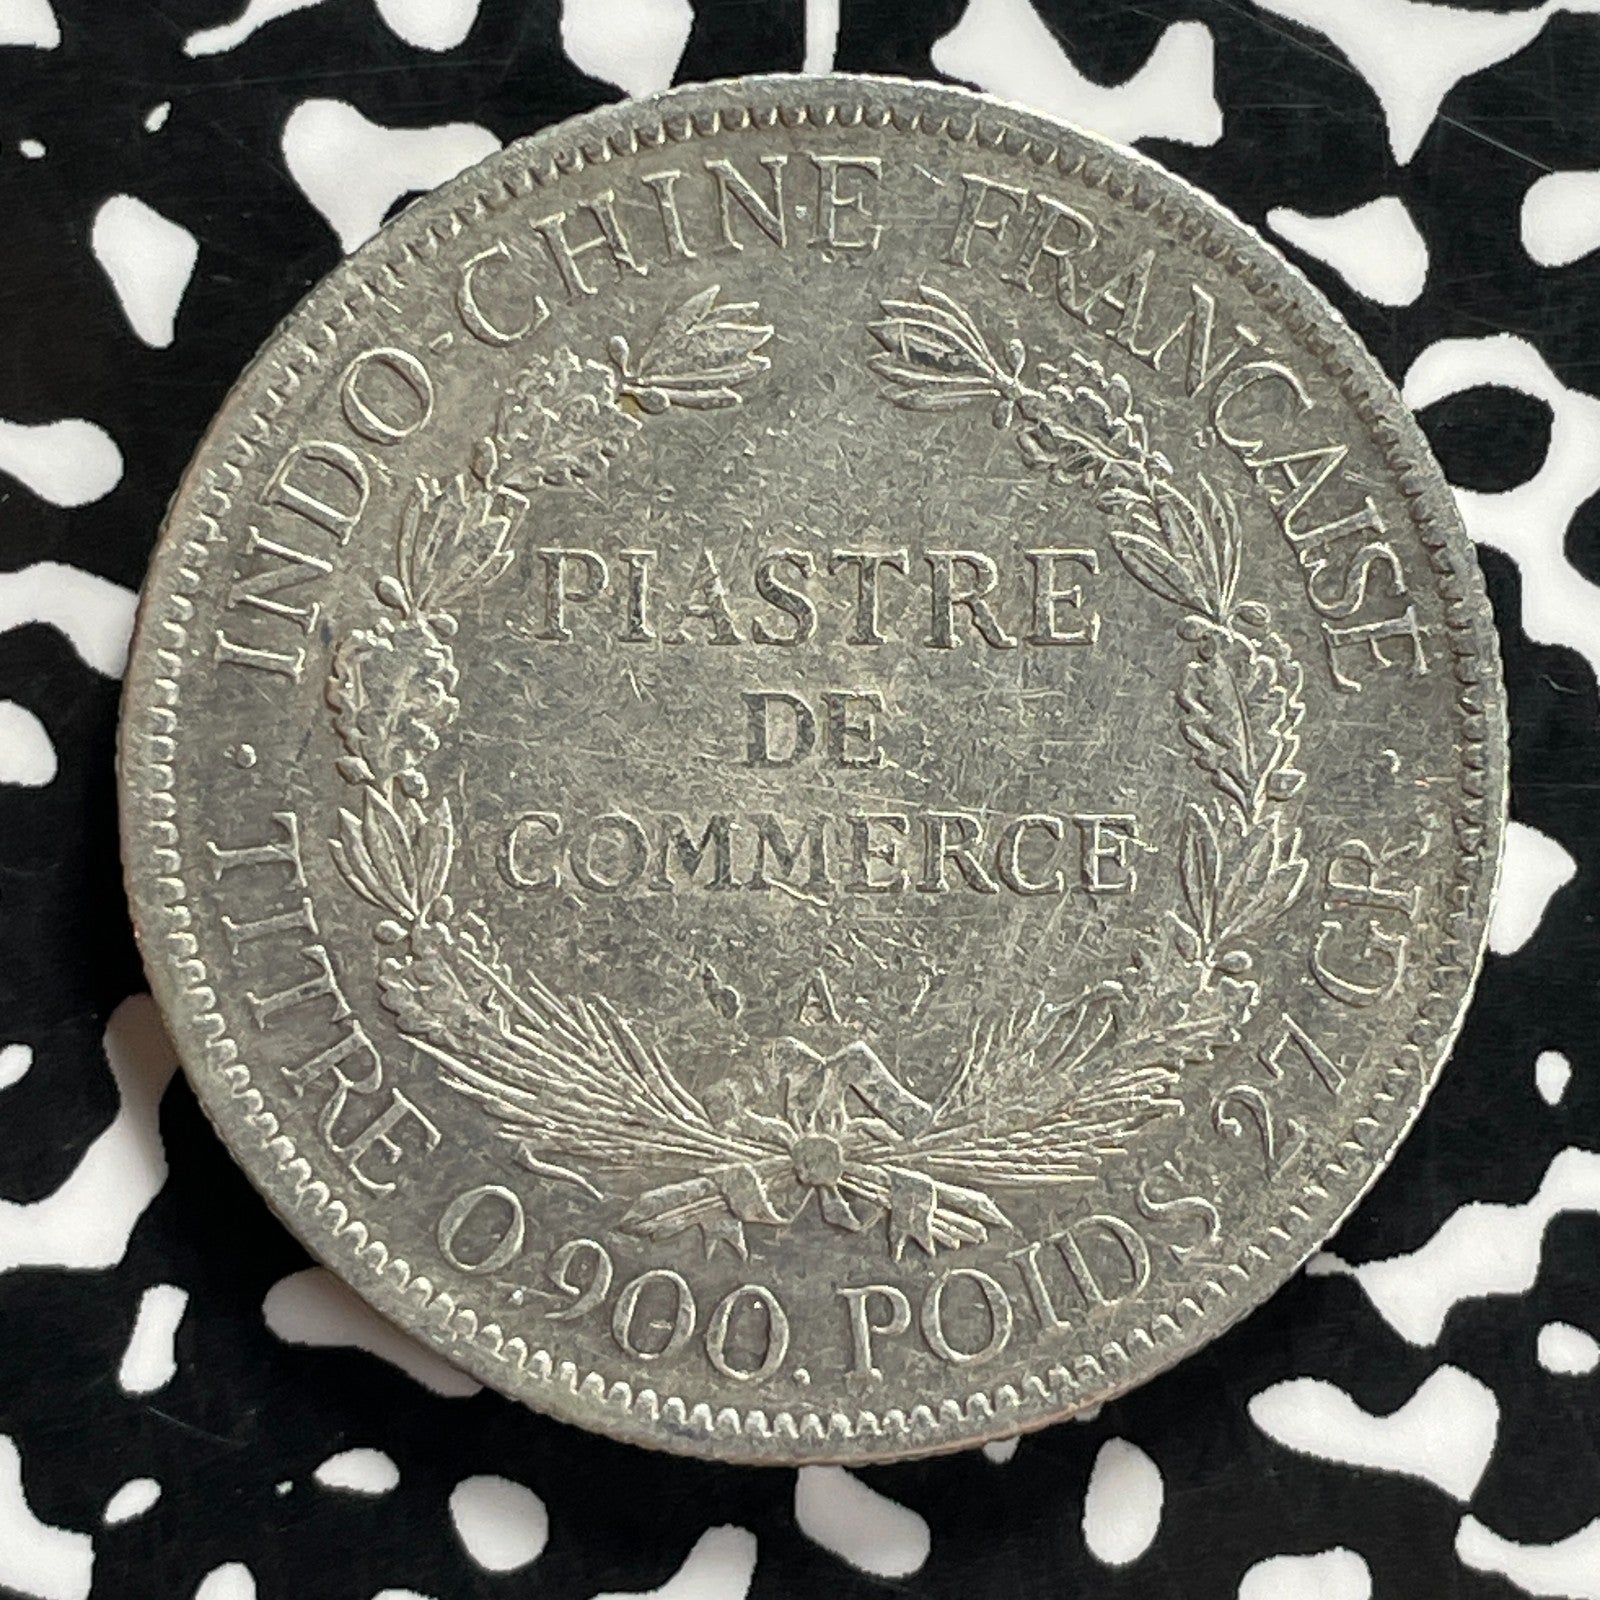 INDO-CHINE FRANCAISE
PIASTRE
DE
COMMERCE
A
· TITRE 0.900. POIDS 27 GR. ·